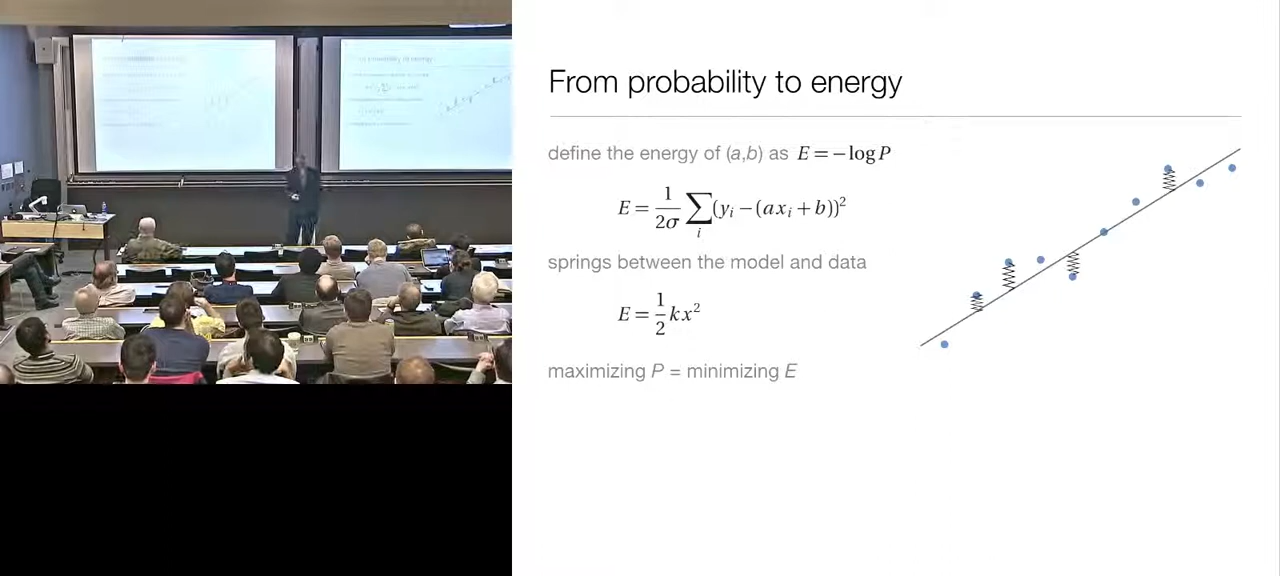 From probability to energy
define the energy of (a,b) as E = −log P
E = 1/2σ ∑i (yi − (axi + b))²
springs between the model and data
E = 1/2 kx²
maximizing P = minimizing E